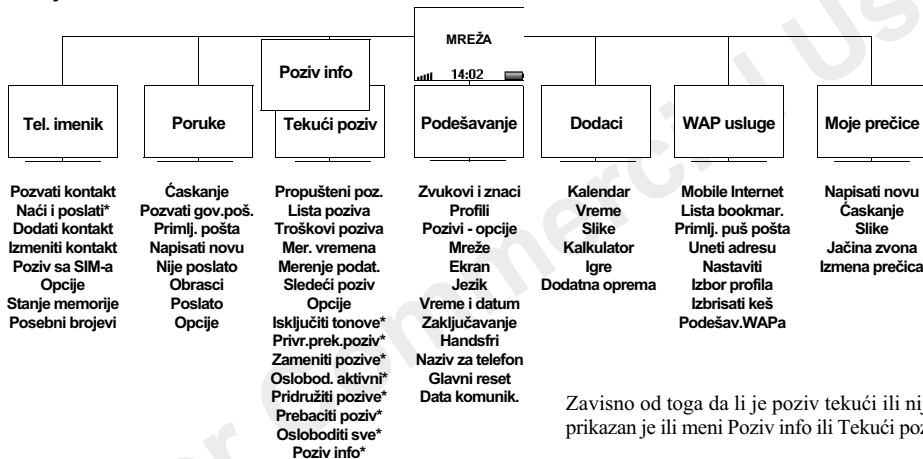 MREŽA
14:02
Poziv info
Tel. imenik
Poruke
Tekući poziv
Podešavanje
Dodaci
WAP usluge
Moje prečice
Pozvati kontakt
Naći i poslati*
Dodati kontakt
Izmeniti kontakt
Poziv sa SIM-a
Opcije
Stanje memorije
Posebni brojevi
Ćaskanje
Pozvati gov.poš.
Primlj. pošta
Napisati novu
Nije poslato
Obrasci
Poslato
Opcije
Propušteni poz.
Lista poziva
Troškovi poziva
Mer. vremena
Merenje podat.
Sledeći poziv
Opcije
Isključiti tonove*
Privr.prek.poziv*
Zameniti pozive*
Oslobod. aktivni*
Pridružiti pozive*
Prebaciti poziv*
Osloboditi sve*
Poziv info*
Zvukovi i znaci
Profili
Pozivi - opcije
Mreže
Ekran
Jezik
Vreme i datum
Zaključavanje
Handsfri
Naziv za telefon
Glavni reset
Data komunik.
Kalendar
Vreme
Slike
Kalkulator
Igre
Dodatna oprema
Mobile Internet
Lista bookmar.
Primlj. puš pošta
Uneti adresu
Nastaviti
Izbor profila
Izbrisati keš
Podešav.WAPa
Napisati novu
Ćaskanje
Slike
Jačina zvona
Izmena prečica
Zavisno od toga da li je poziv tekući ili nij
prikazan je ili meni Poziv info ili Tekući poz
er Commercial Us